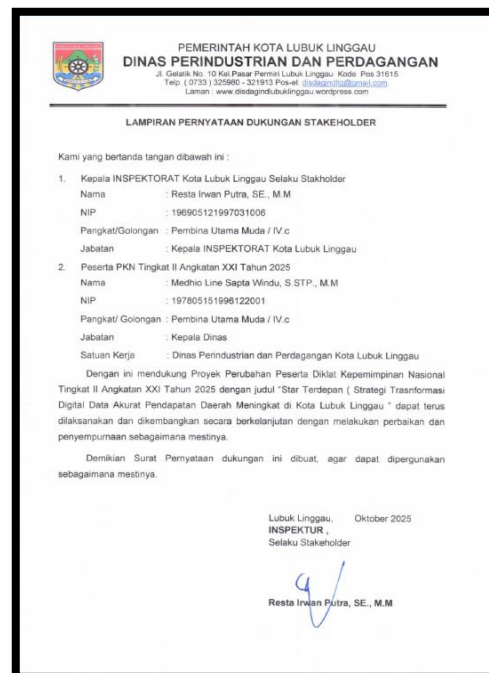 PEMERINTAH KOTA LUBUK LINGGAU
DINAS PERINDUSTRIAN DAN PERDAGANGAN
Jl. Gelatik No. 10 Kel.Pasar Permiri Lubuk Linggau Kode Pos 31615
Telp. ( 0733 ) 325980 - 321913 Pos-el. disdagindllg@gmail.com
Laman : www.disdagindlubuklinggau.wordpress.com
LAMPIRAN PERNYATAAN DUKUNGAN STAKEHOLDER
Kami yang bertanda tangan dibawah ini :
1. Kepala INSPEKTORAT Kota Lubuk Linggau Selaku Stakholder
Nama : Resta Irwan Putra, SE., M.M
NIP : 196905121997031006
Pangkat/Golongan : Pembina Utama Muda / IV.c
Jabatan : Kepala INSPEKTORAT Kota Lubuk Linggau
2. Peserta PKN Tingkat II Angkatan XXI Tahun 2025
Nama : Medhio Line Sapta Windu, S.STP., M.M
NIP : 197805151996122001
Pangkat/ Golongan : Pembina Utama Muda / IV.c
Jabatan : Kepala Dinas
Satuan Kerja : Dinas Perindustrian dan Perdagangan Kota Lubuk Linggau
Dengan ini mendukung Proyek Perubahan Peserta Diklat Kepemimpinan Nasional
Tingkat II Angkatan XXI Tahun 2025 dengan judul "Star Terdepan ( Strategi Trasnformasi
Digital Data Akurat Pendapatan Daerah Meningkat di Kota Lubuk Linggau " dapat terus
dilaksanakan dan dikembangkan secara berkelanjutan dengan melakukan perbaikan dan
penyempurnaan sebagaimana mestinya.
Demikian Surat Pernyataan dukungan ini dibuat, agar dapat dipergunakan
sebagaimana mestinya.
Lubuk Linggau, Oktober 2025
INSPEKTUR ,
Selaku Stakeholder
Resta Irwan Putra, SE., M.M